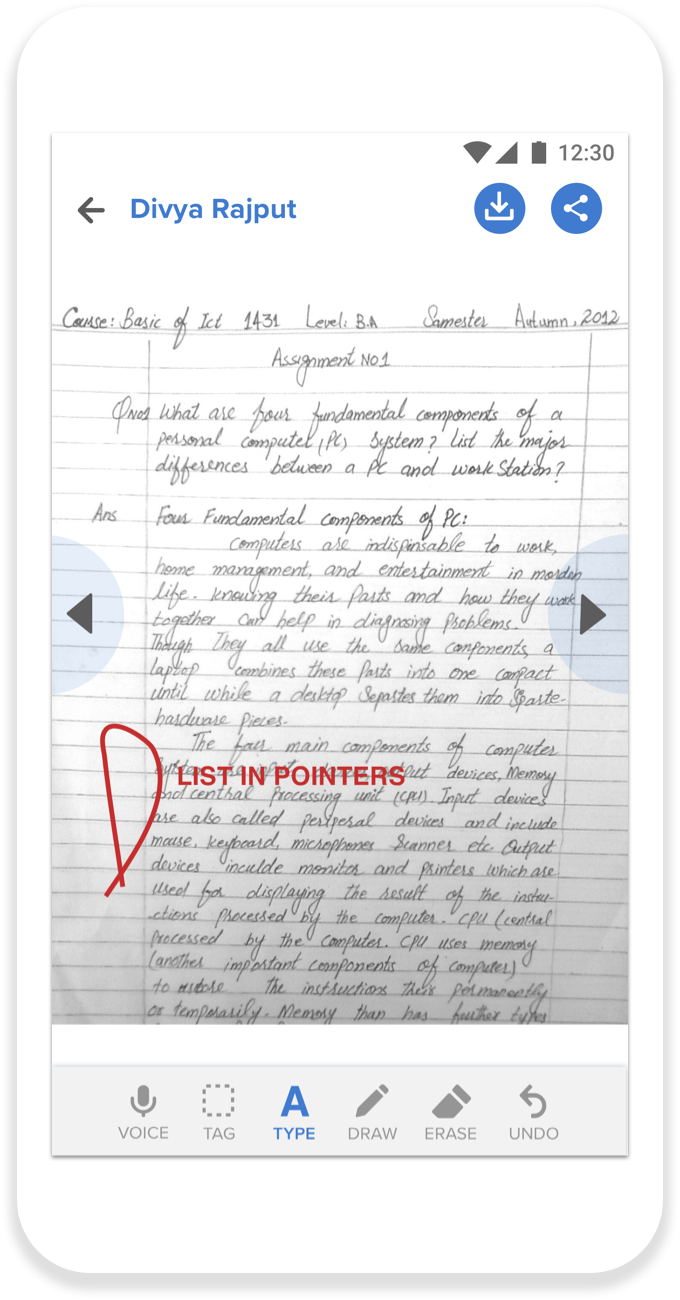 12:30
Divya Rajput
Course: Basic of Ict 1431 Level: B.A Samester Autumn, 2012
Assignment No1
QNo1 What are four fundamental components of a
personal computer (PC) system? List the major
differences between a PC and work Station?
Ans Four Fundamental components of PC:
Computers are indispinsable to work,
home management, and entertainment in morden
life. knowing their Parts and how they work
together can help in diagnosing problems.
Though They all use the same components, a
laptop combines these Parts into one compact
until while a desktop Sepastes them into Sparte-
hardware pieces.
The four main components of computer
LIST IN POINTERS
devices, Memory
and central Processing unit (CPU). Input devices
are also called peripesal devices and include
mouse, keyboard, microphones Scanner etc. Output
devices inculde monitor and printers which are
used for displaying the result of the instru-
ctions processed by the computer. CPU (central
Processed by the computer. CPU uses memory
(another important components of computer)
to the instructions their permanently
or temporarily. Memory than has further types
VOICE
TAG
A
TYPE
DRAW
ERASE
UNDO